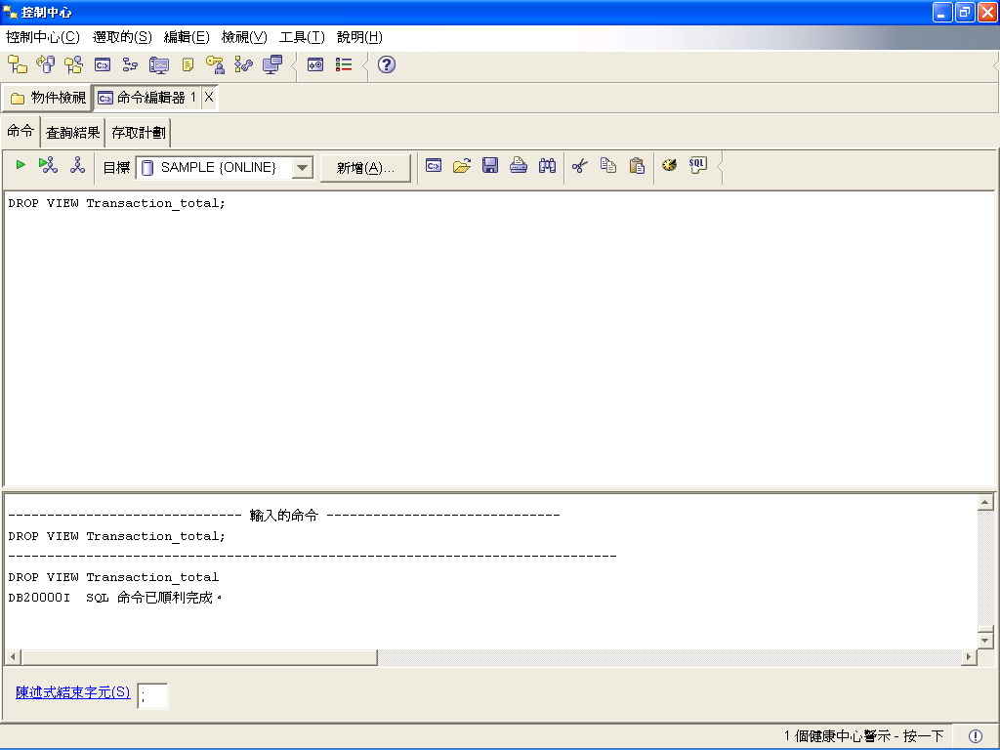 控制中心
控制中心(C) 選取的(S) 編輯(E) 檢視(V) 工具(T) 說明(H)
物件檢視 命令編輯器 1 X
命令 查詢結果 存取計劃
目標 SAMPLE {ONLINE} 新增(A)... SQL
DROP VIEW Transaction_total;
------------------------------ 輸入的命令 ------------------------------
DROP VIEW Transaction_total;
------------------------------------------------------------------------------
DROP VIEW Transaction_total
DB20000I SQL 命令已順利完成。
陳述式結束字元(S) ;
1 個健康中心警示 - 按一下